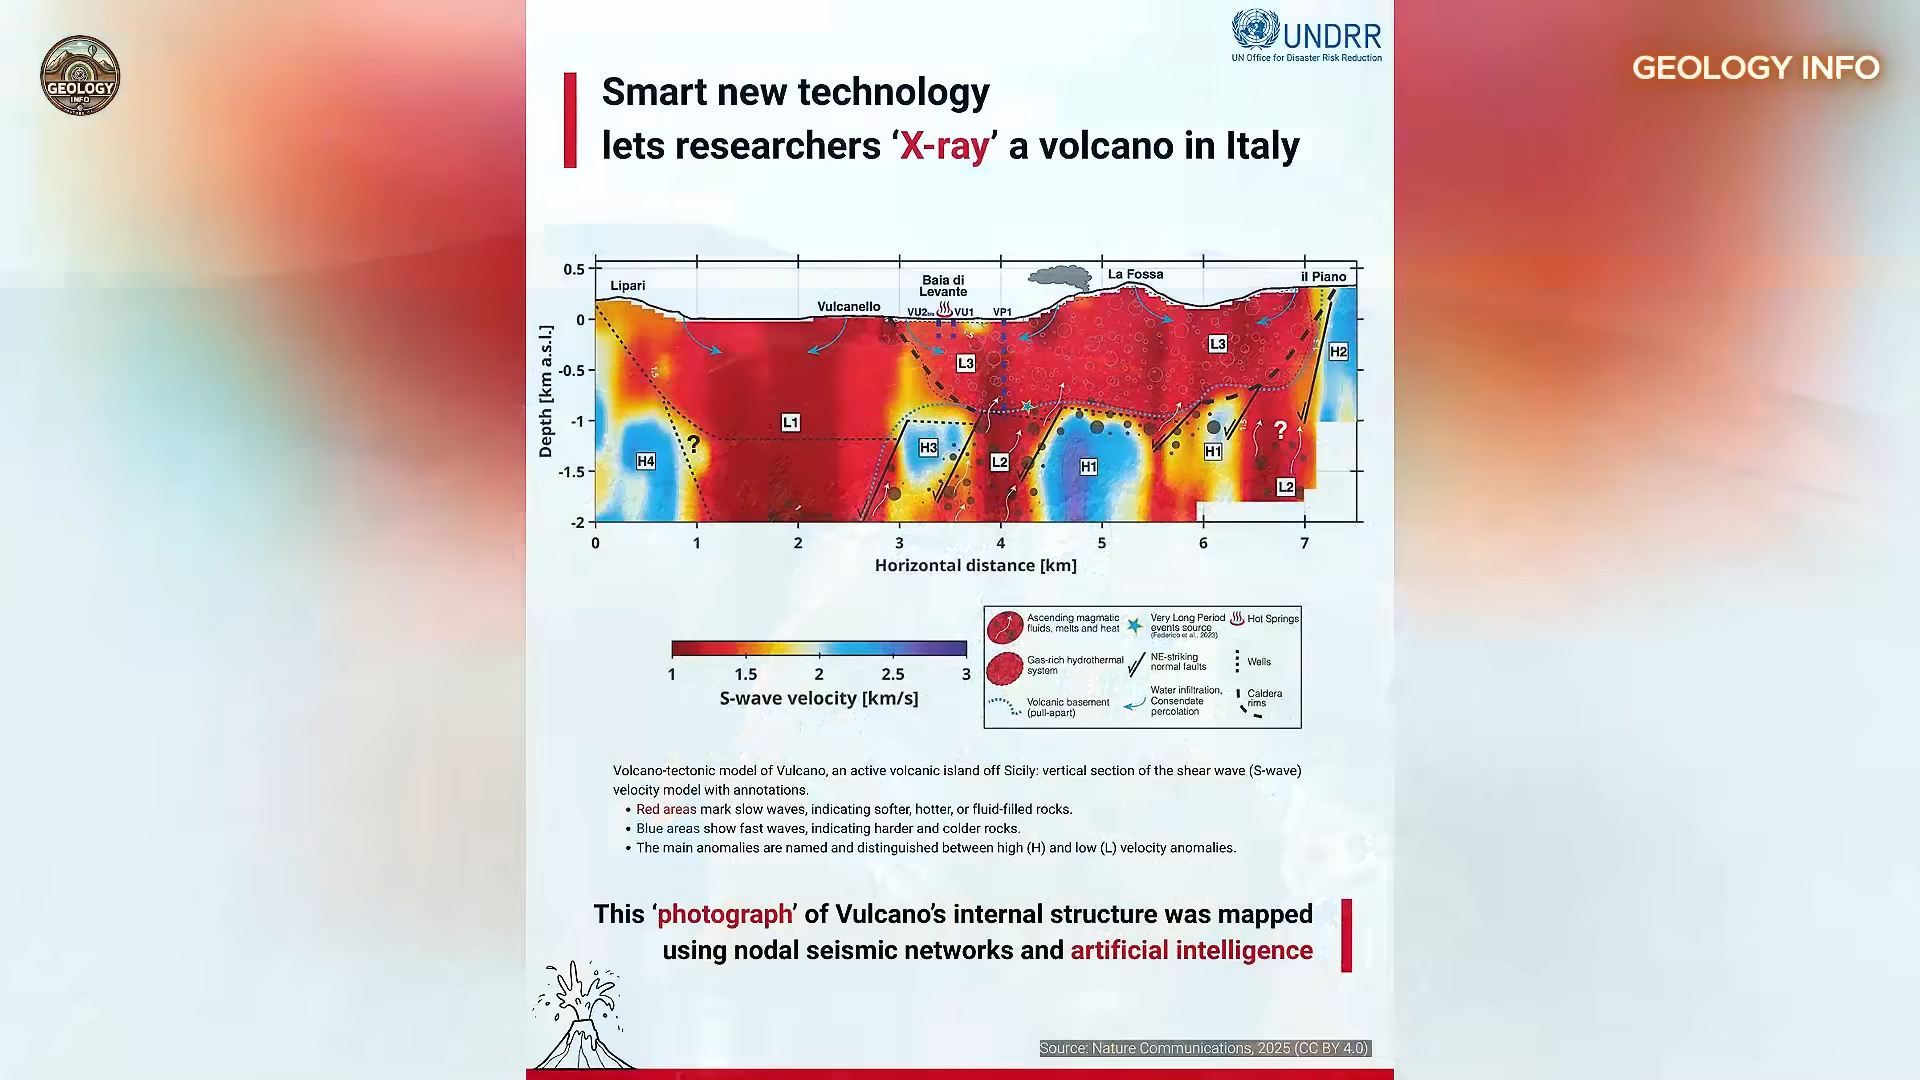 GEOLOGY
INFO
UNDRR
UN Office for Disaster Risk Reduction
GEOLOGY INFO
Smart new technology
lets researchers ‘X-ray’ a volcano in Italy
0.5
0
-0.5
-1
-1.5
-2
Depth [km a.s.l.]
Lipari
Vulcanello
Baia di
Levante
VU2bis
VU1
VP1
La Fossa
il Piano
L3
L3
H2
L1
?
H4
H3
L2
H1
H1
?
L2
1.5
0
1
2
3
4
5
6
7
Horizontal distance [km]
1
1.5
2
2.5
3
S-wave velocity [km/s]
Ascending magmatic
fluids, melts and heat
Very Long Period
events source
(Federico et al., 2023)
Hot Springs
Gas-rich hydrothermal
system
NE-striking
normal faults
Wells
Volcanic basement
(pull-apart)
Water infiltration,
Consendate
percolation
Caldera
rims
Volcano-tectonic model of Vulcano, an active volcanic island off Sicily: vertical section of the shear wave (S-wave)
velocity model with annotations.
• Red areas mark slow waves, indicating softer, hotter, or fluid-filled rocks.
• Blue areas show fast waves, indicating harder and colder rocks.
• The main anomalies are named and distinguished between high (H) and low (L) velocity anomalies.
This ‘photograph’ of Vulcano’s internal structure was mapped
using nodal seismic networks and artificial intelligence
Source: Nature Communications, 2025 (CC BY 4.0)